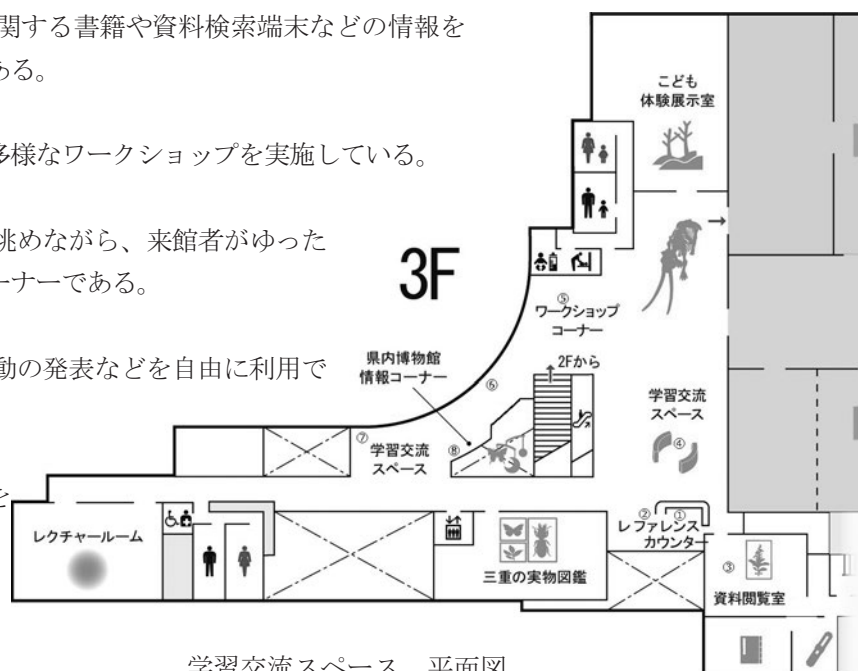 関する書籍や資料検索端末などの情報を
ある。
多様なワークショップを実施している。
眺めながら、来館者がゆった
ーナーである。
動の発表などを自由に利用で
を
3F
こども
体験展示室
⑤
ワークショップ
コーナー
県内博物館
情報コーナー
2Fから
⑥
学習交流
スペース
④
⑦
学習交流
スペース
⑧
②
①
レファレンス
カウンター
レクチャールーム
三重の実物図鑑
③
資料閲覧室
学習交流スペース 平面図